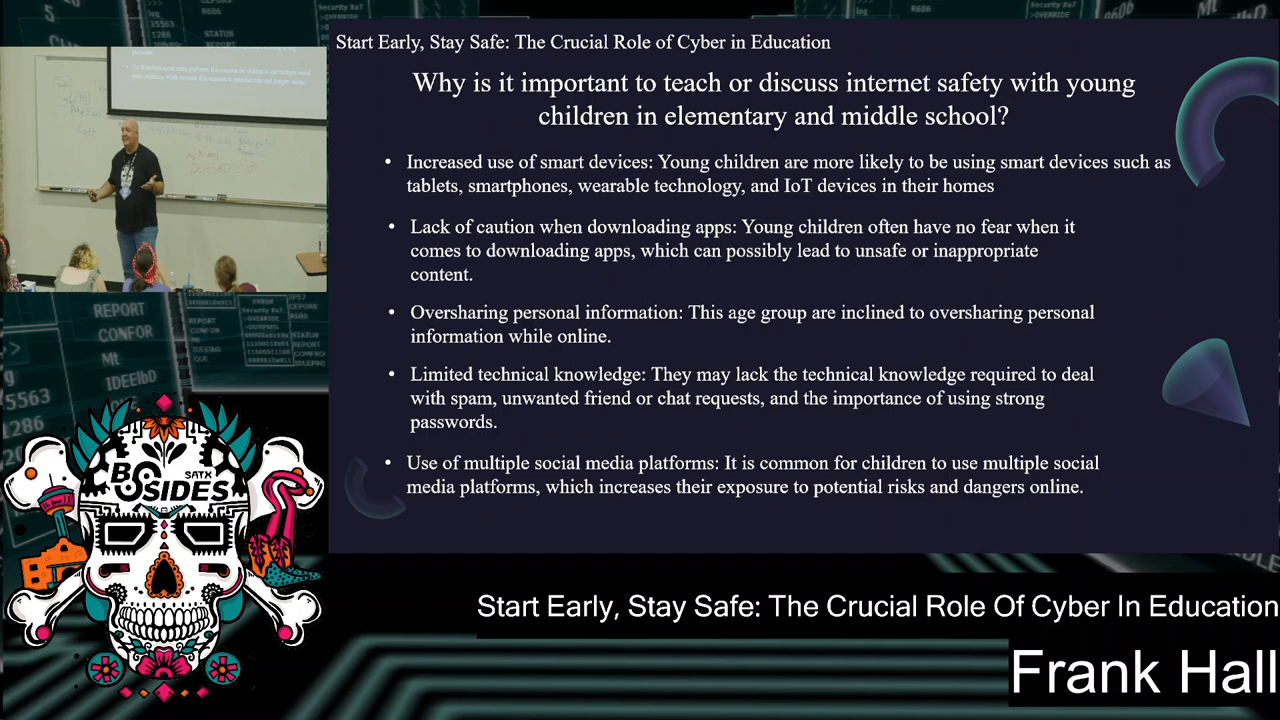 Start Early, Stay Safe: The Crucial Role of Cyber in Education
Why is it important to teach or discuss internet safety with young
children in elementary and middle school?
• Increased use of smart devices: Young children are more likely to be using smart devices such as
tablets, smartphones, wearable technology, and IoT devices in their homes
• Lack of caution when downloading apps: Young children often have no fear when it
comes to downloading apps, which can possibly lead to unsafe or inappropriate
content.
• Oversharing personal information: This age group are inclined to oversharing personal
information while online.
• Limited technical knowledge: They may lack the technical knowledge required to deal
with spam, unwanted friend or chat requests, and the importance of using strong
passwords.
• Use of multiple social media platforms: It is common for children to use multiple social
media platforms, which increases their exposure to potential risks and dangers online.
REPORT
CONFOR
Mt
IDEElbD
5563
1286
BSIDES
SATX
Start Early, Stay Safe: The Crucial Role Of Cyber In Education
Frank Hall